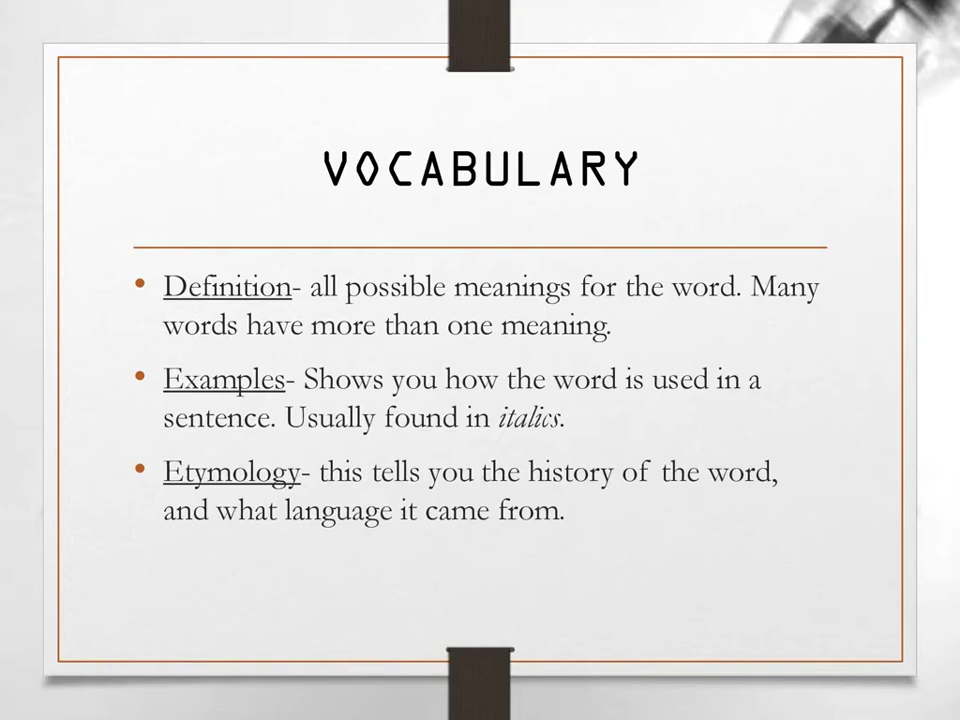 VOCABULARY
• Definition- all possible meanings for the word. Many
words have more than one meaning.
• Examples- Shows you how the word is used in a
sentence. Usually found in italics.
• Etymology- this tells you the history of the word,
and what language it came from.